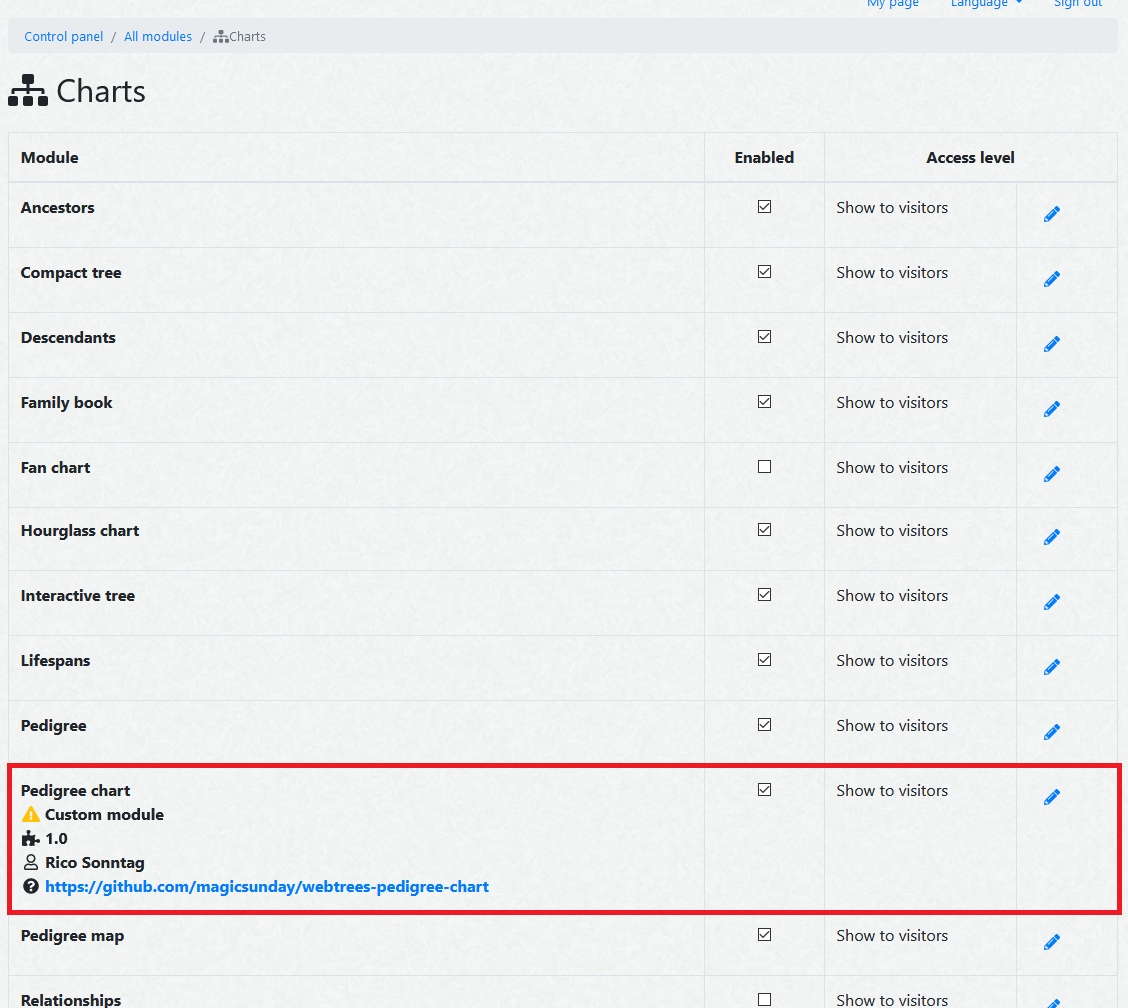 My page Language Sign out
Control panel / All modules / Charts
Charts
Module Enabled Access level
Ancestors Show to visitors
Compact tree Show to visitors
Descendants Show to visitors
Family book Show to visitors
Fan chart Show to visitors
Hourglass chart Show to visitors
Interactive tree Show to visitors
Lifespans Show to visitors
Pedigree Show to visitors
Pedigree chart Show to visitors
Custom module
1.0
Rico Sonntag
https://github.com/magicsunday/webtrees-pedigree-chart
Pedigree map Show to visitors
Relationships Show to visitors